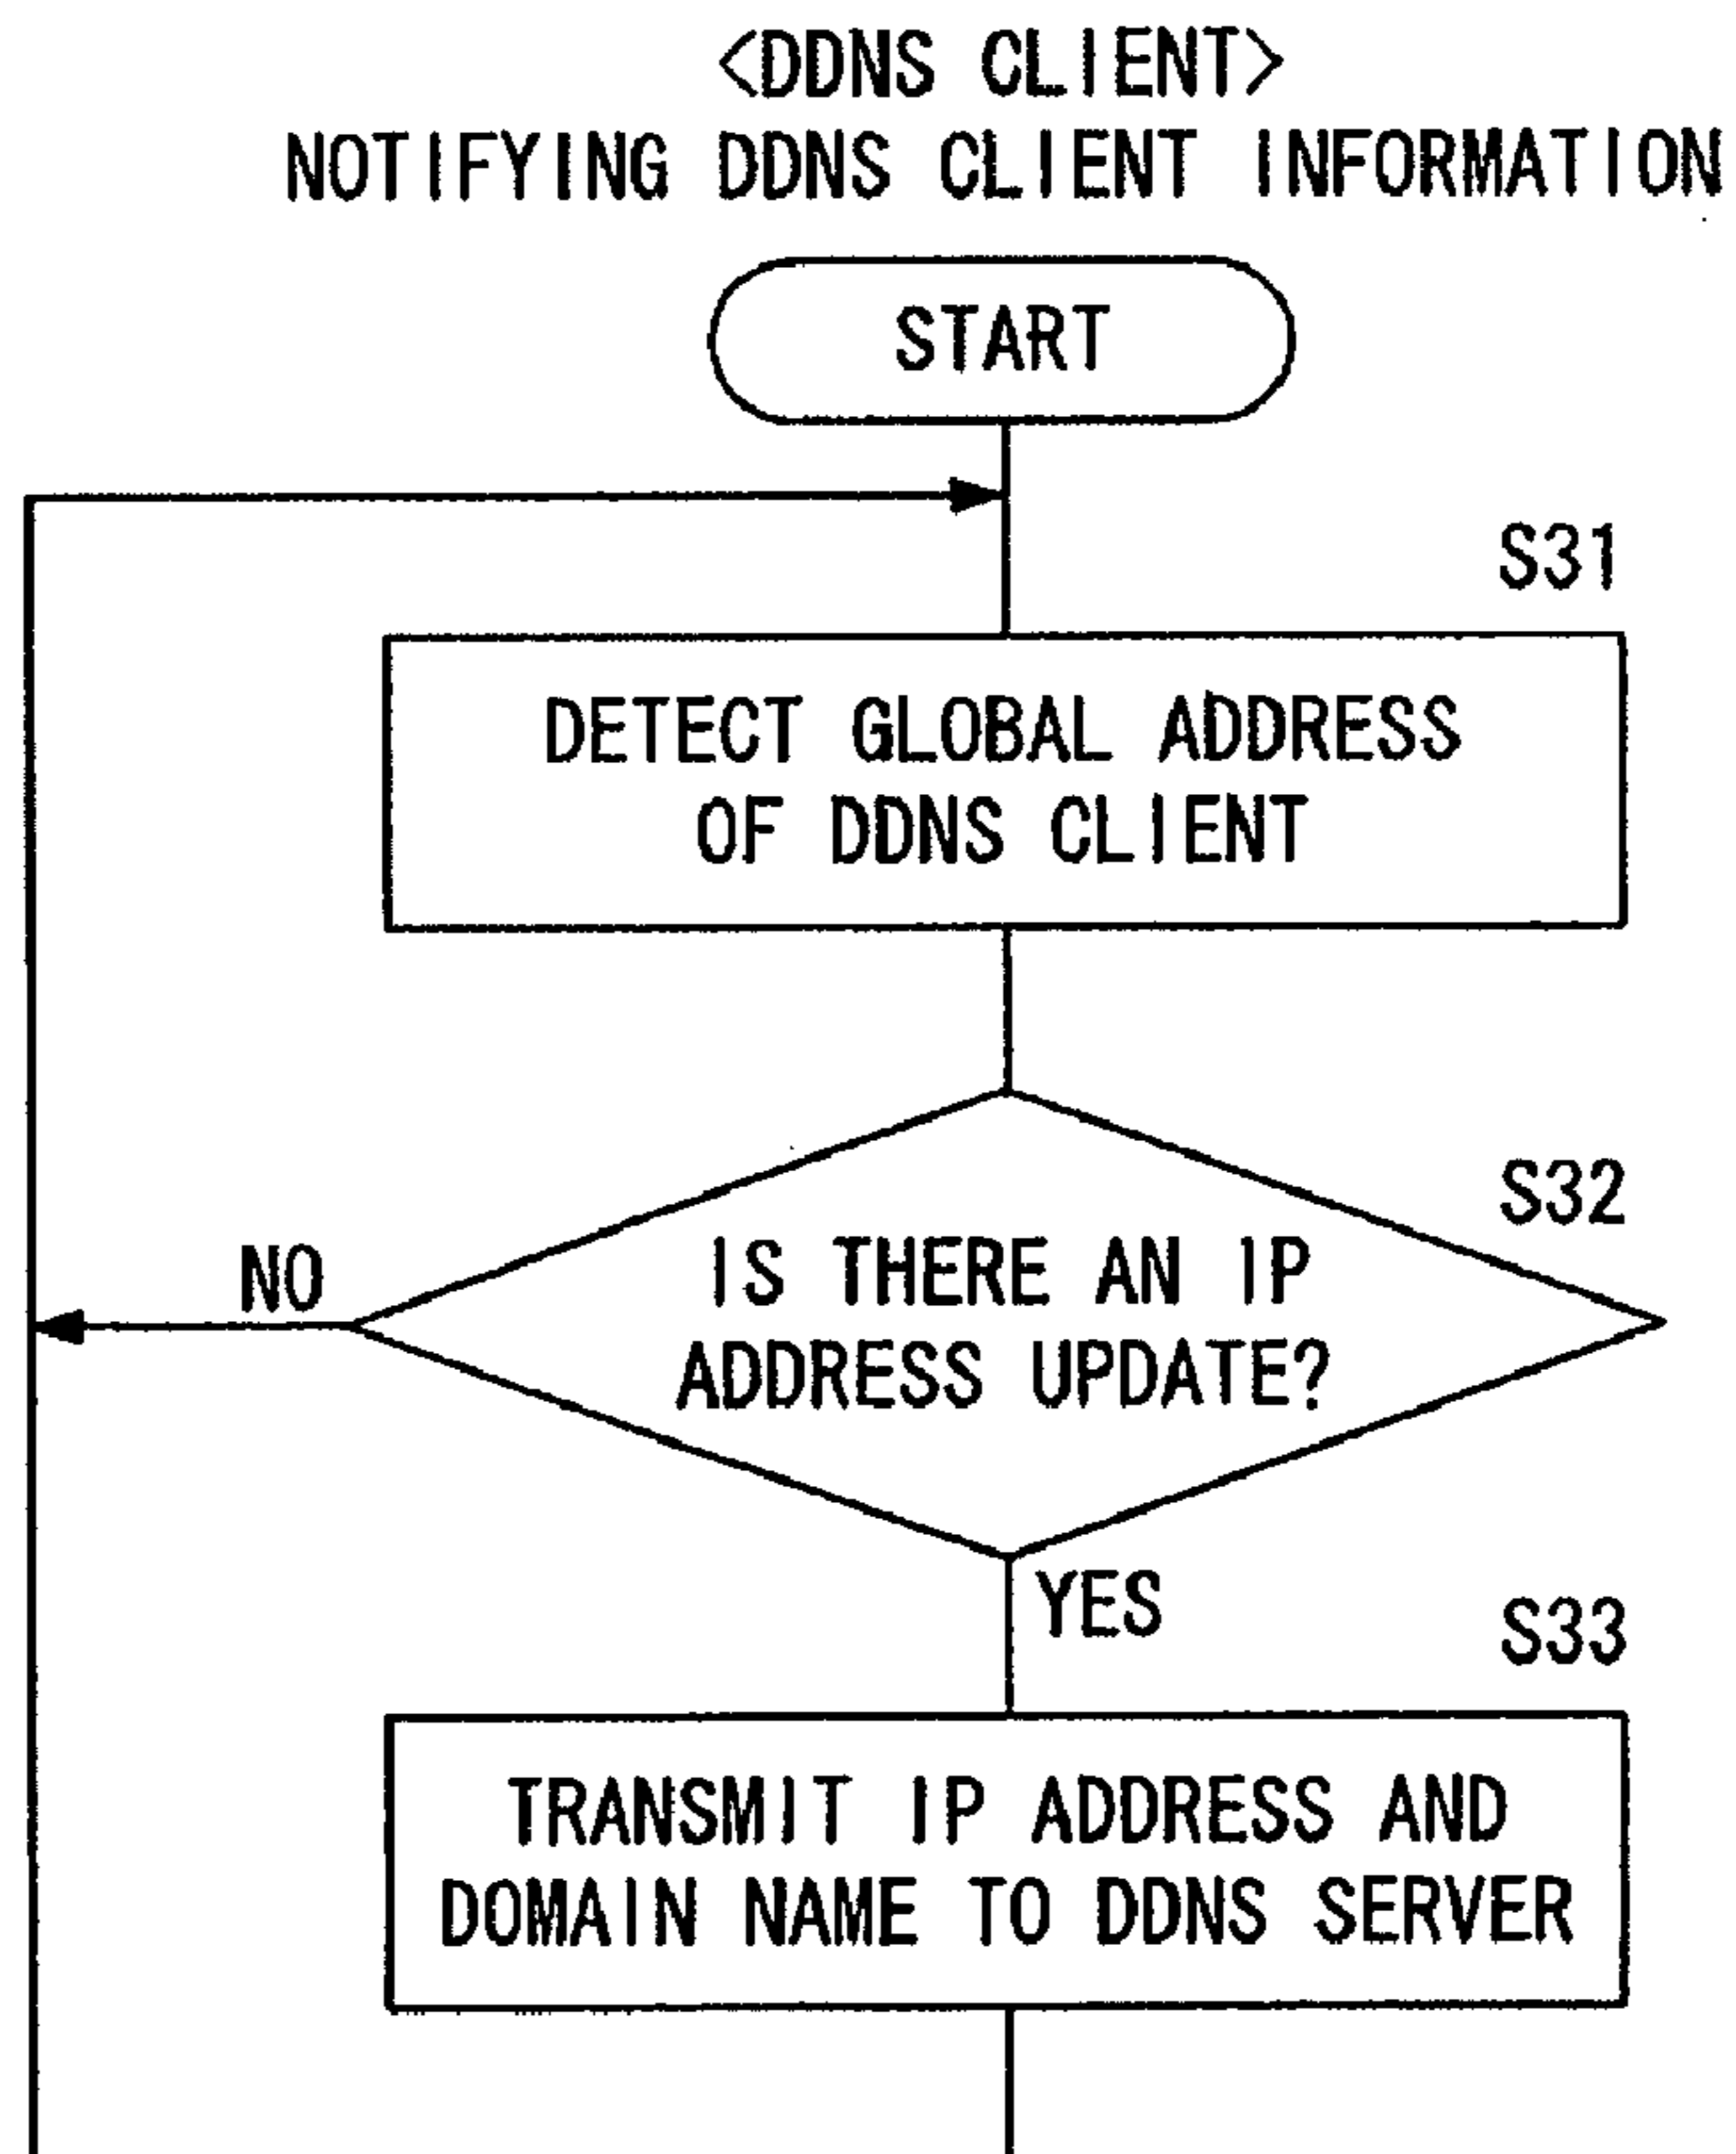 <DDNS CLIENT>
NOTIFYING DDNS CLIENT INFORMATION
START
S31
DETECT GLOBAL ADDRESS
OF DDNS CLIENT
S32
IS THERE AN IP
ADDRESS UPDATE?
NO
YES
S33
TRANSMIT IP ADDRESS AND
DOMAIN NAME TO DDNS SERVER